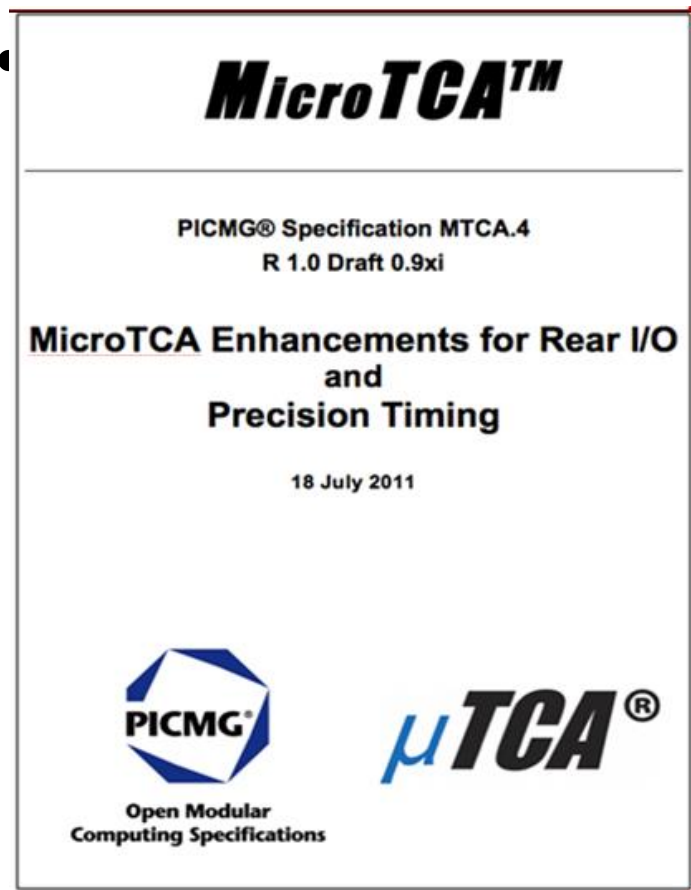 MicroTCA™
PICMG® Specification MTCA.4
R 1.0 Draft 0.9xi
MicroTCA Enhancements for Rear I/O
and
Precision Timing
18 July 2011
PICMG®
Open Modular
Computing Specifications
µTCA®